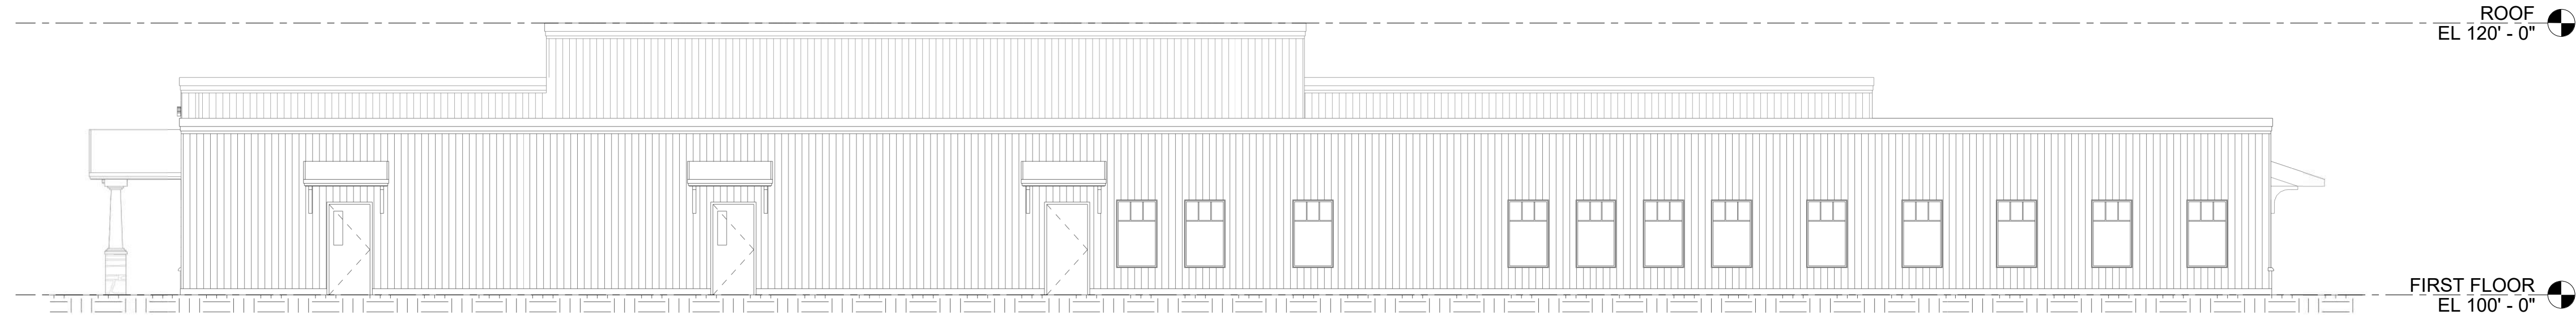 ROOF
EL 120' - 0"
FIRST FLOOR
EL 100' - 0"